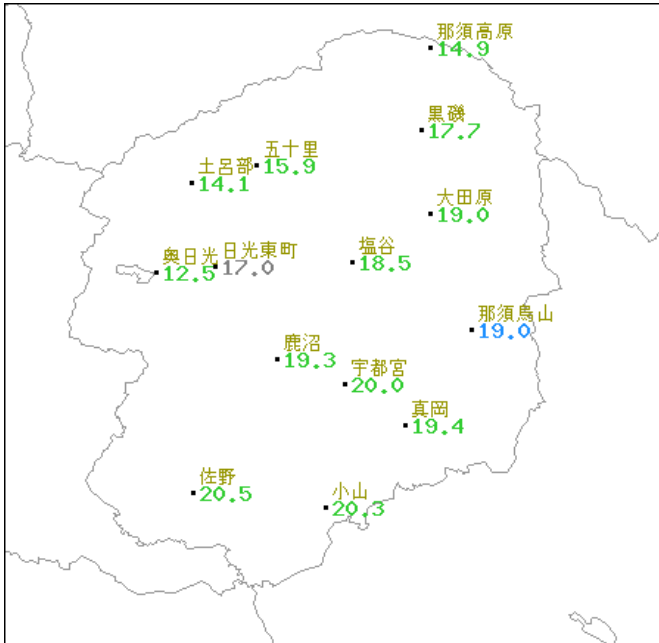 那須高原
14.9
黒磯
17.7
五十里
15.9
土呂部
14.1
大田原
19.0
奥日光
12.5
日光東町
17.0
塩谷
18.5
那須烏山
19.0
鹿沼
19.3
宇都宮
20.0
真岡
19.4
佐野
20.5
小山
20.3